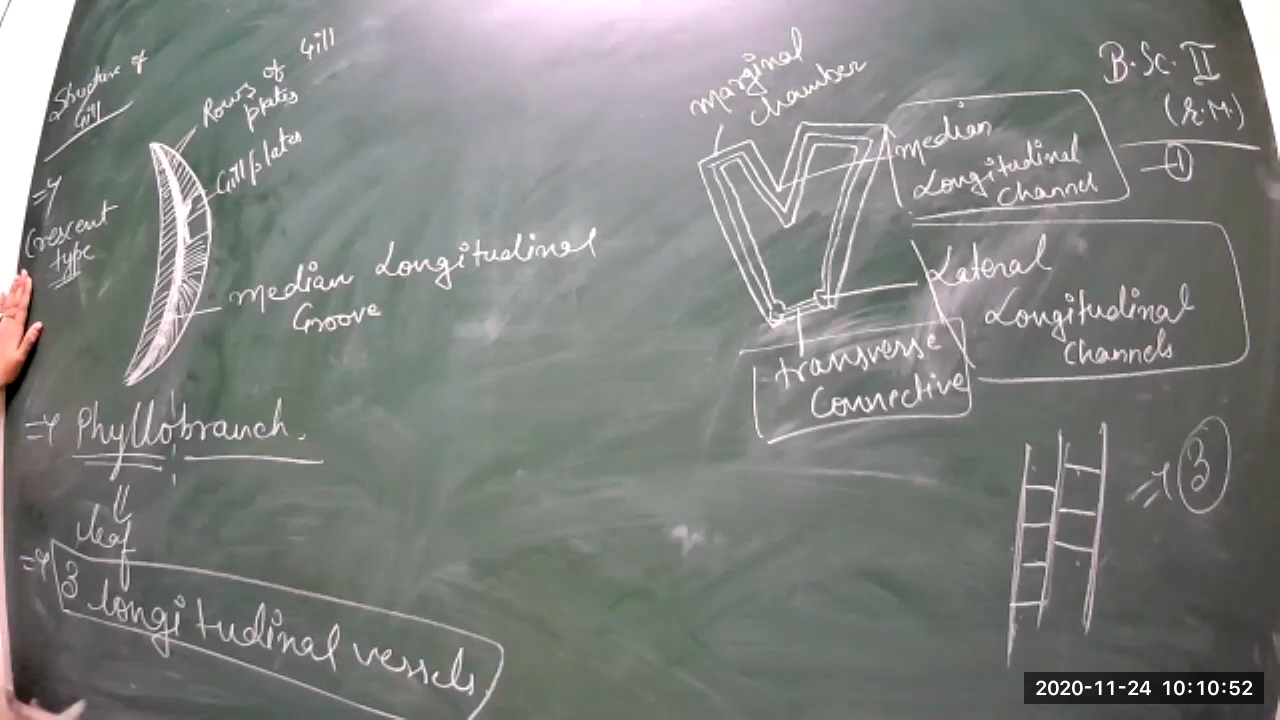 Structure of
Gill
Rows of Gill
plates
Gill plates
=> Crescent
type
Median Longitudinal
Groove
=> Phyllobranch.
leaf
=> 3 longitudinal vessels
Marginal
chamber
median
Longitudinal
Channel
①
B.Sc. II
Lateral
Longitudinal
Channels
transverse
Connective
=> 3
2020-11-24 10:10:52